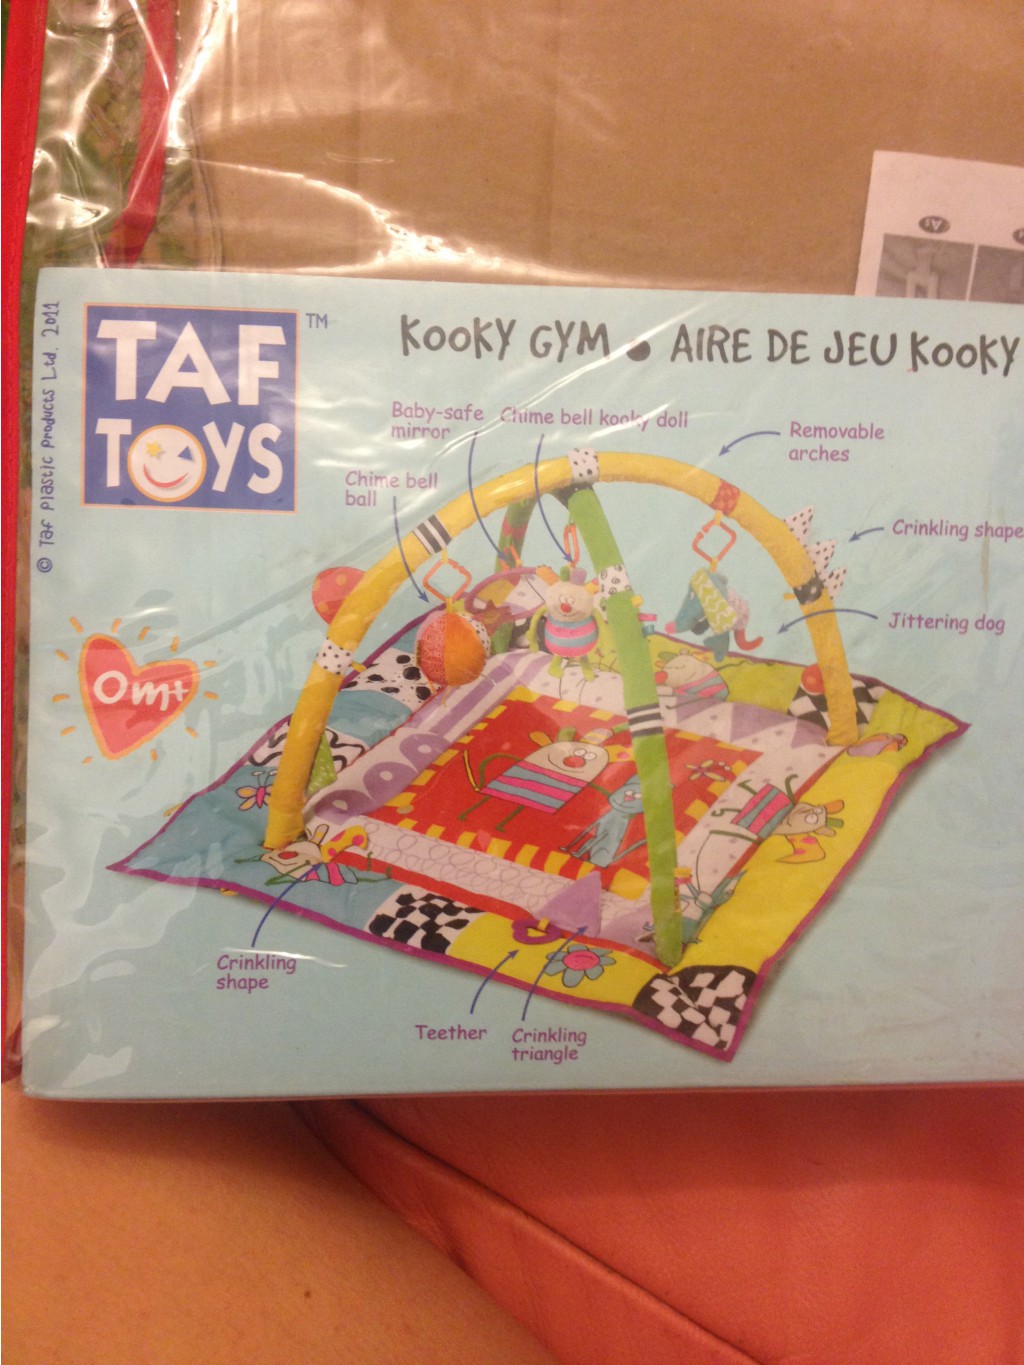 © Taf Plastic Products Ltd. 2011
TAF
TOYS
TM
KOOKY GYM • AIRE DE JEU KOOKY
Baby-safe
mirror
Chime bell kooky doll
Removable
arches
Chime bell
ball
Crinkling shape
Jittering dog
Om+
Crinkling
shape
Teether
Crinkling
triangle